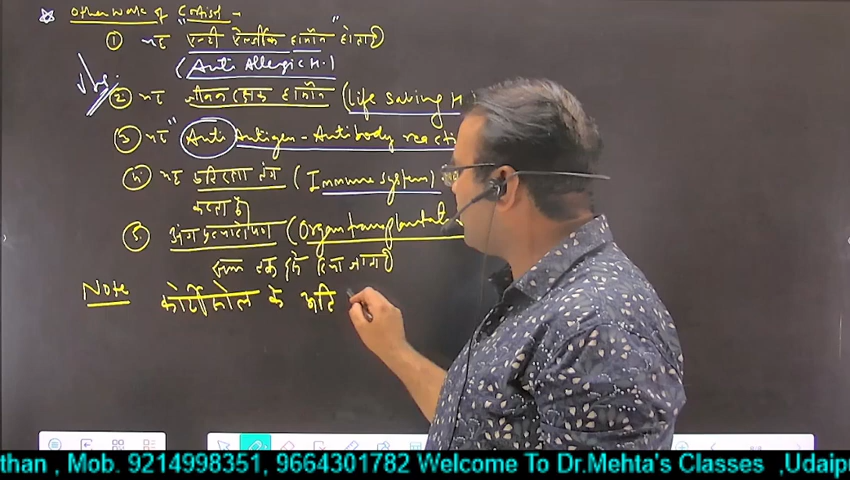 Other work of Cortisol -
① यह "एन्टी ऐलर्जीक हार्मोन" होता है
(Anti Allergic H.)
② यह जीवन रक्षक हार्मोन (Life saving H
③ यह "Anti Antigen - Antibody reacti
④ यह प्रतिरक्षा तंत्र (Immune system)
करता है
⑤ अंग प्रत्यारोपण (Organ transplantat
समय एक दिया जाता है
Note कोर्टीसोल के अति
than , Mob. 9214998351, 9664301782 Welcome To Dr.Mehta's Classes ,Udaipu